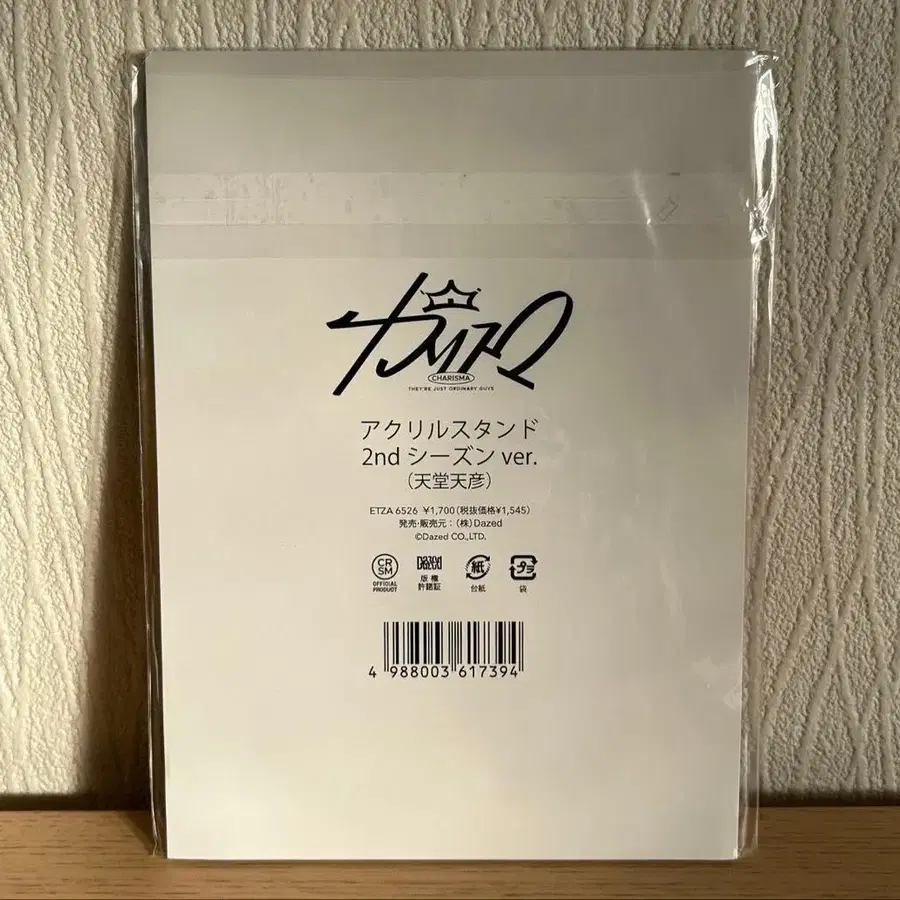 カリスマ
CHARISMA
THEY'RE JUST ORDINARY GUYS
アクリルスタンド
2nd シーズン ver.
（天堂天彦）
ETZA 6526 ¥1,700（税抜価格¥1,545）
発売・販売元：（株）Dazed
©Dazed CO.,LTD.
CR
SM
OFFICIAL
PRODUCT
Dazed
版権
許諾証
紙
台紙
プラ
袋
4 988003 617394